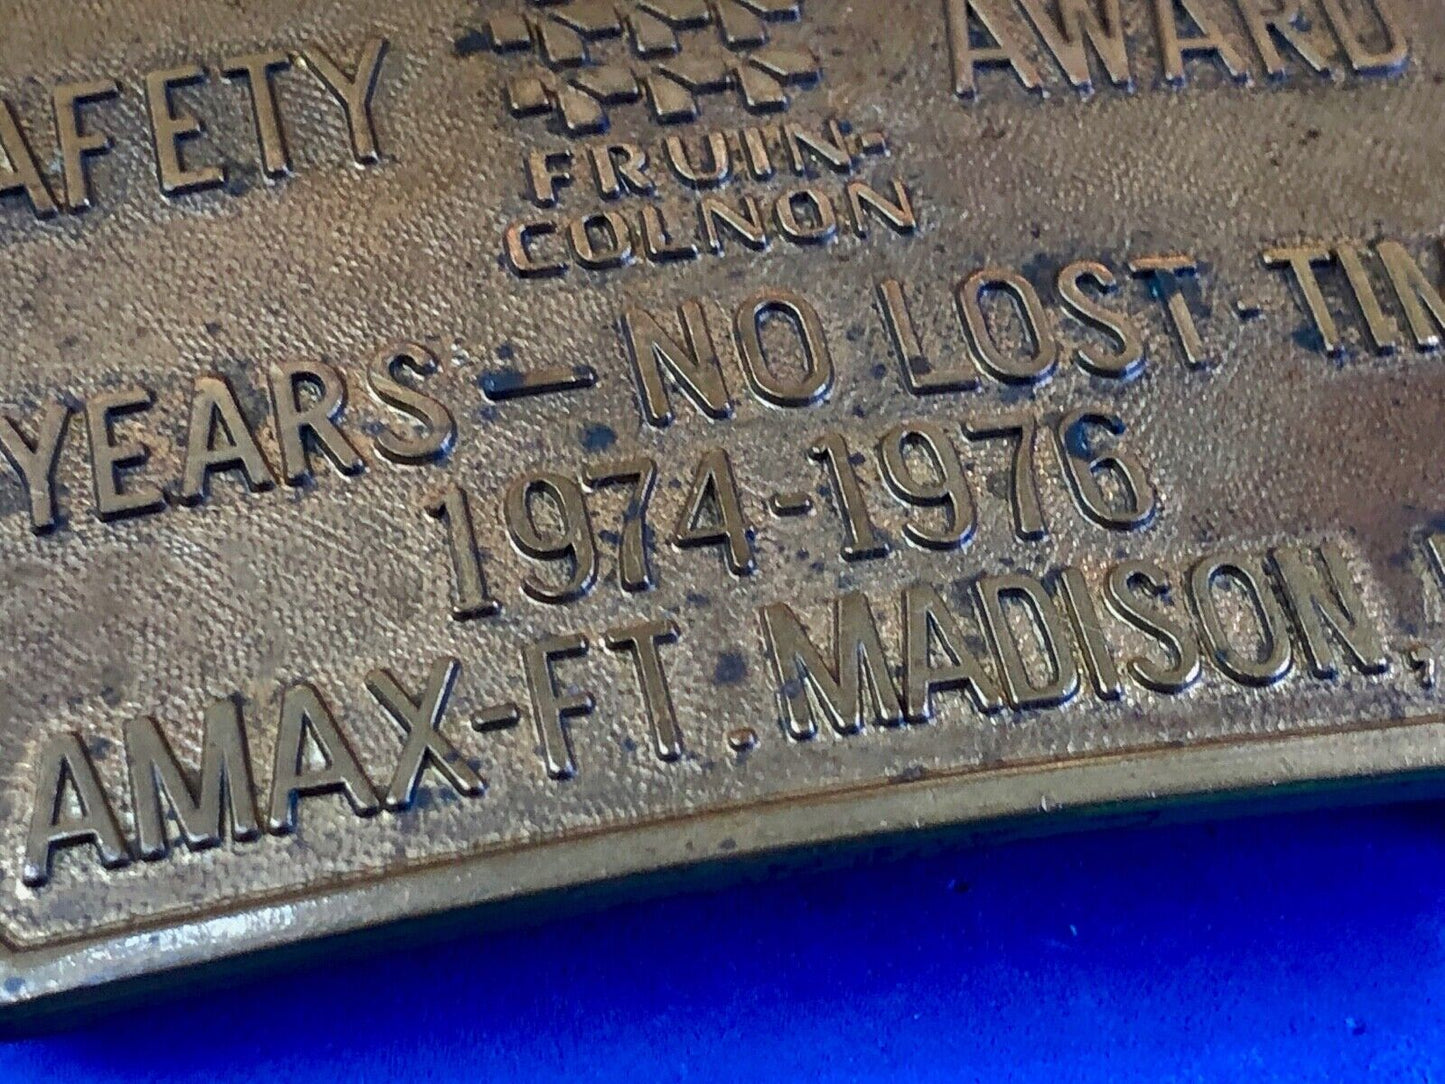 AFETY AWARD
FRUIN-
COLNON
YEARS - NO LOST-TIM
1974-1976
AMAX-FT. MADISON,